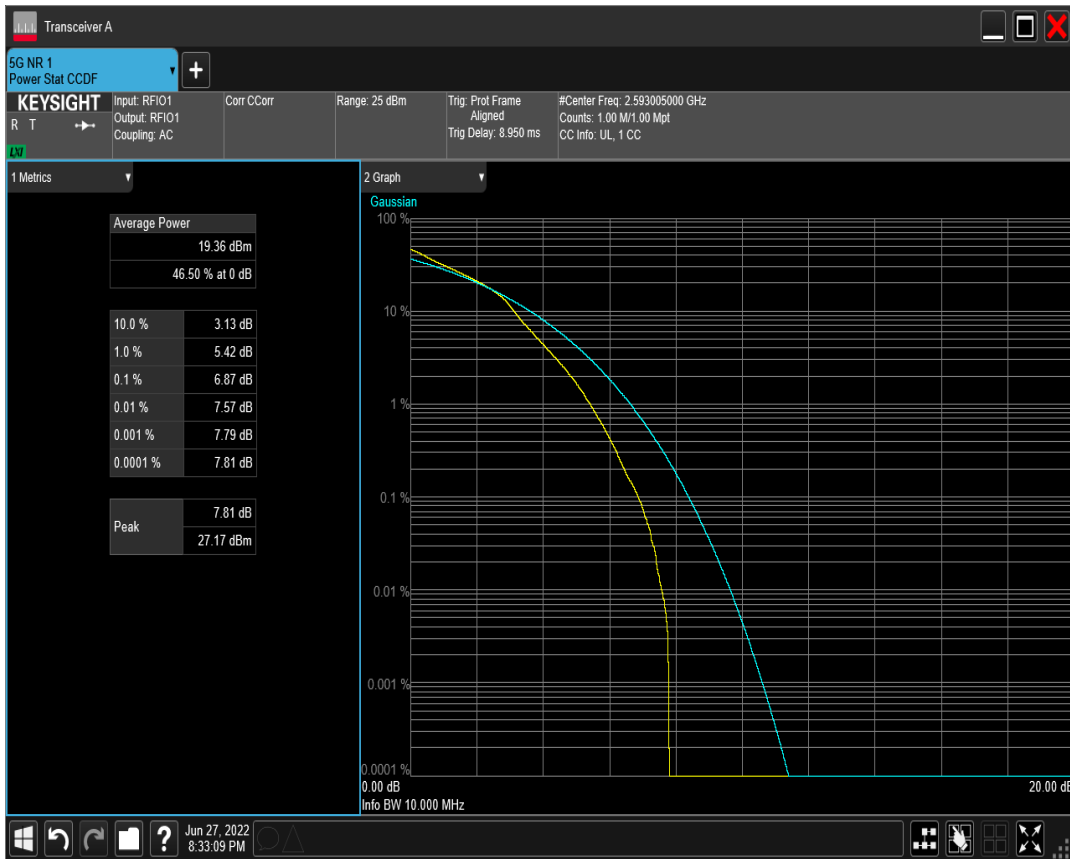 Transceiver A
5G NR 1
Power Stat CCDF
KEYSIGHT
R T
LXI
Input: RFIO1
Output: RFIO1
Coupling: AC
Corr CCorr
Range: 25 dBm
Trig: Prot Frame
Aligned
Trig Delay: 8.950 ms
#Center Freq: 2.593005000 GHz
Counts: 1.00 M/1.00 Mpt
CC Info: UL, 1 CC
1 Metrics
Average Power
19.36 dBm
46.50 % at 0 dB
10.0 % 3.13 dB
1.0 % 5.42 dB
0.1 % 6.87 dB
0.01 % 7.57 dB
0.001 % 7.79 dB
0.0001 % 7.81 dB
Peak
7.81 dB
27.17 dBm
2 Graph
Gaussian
100 %
10 %
1 %
0.1 %
0.01 %
0.001 %
0.0001 %
0.00 dB 20.00 dB
Info BW 10.000 MHz
Jun 27, 2022
8:33:09 PM